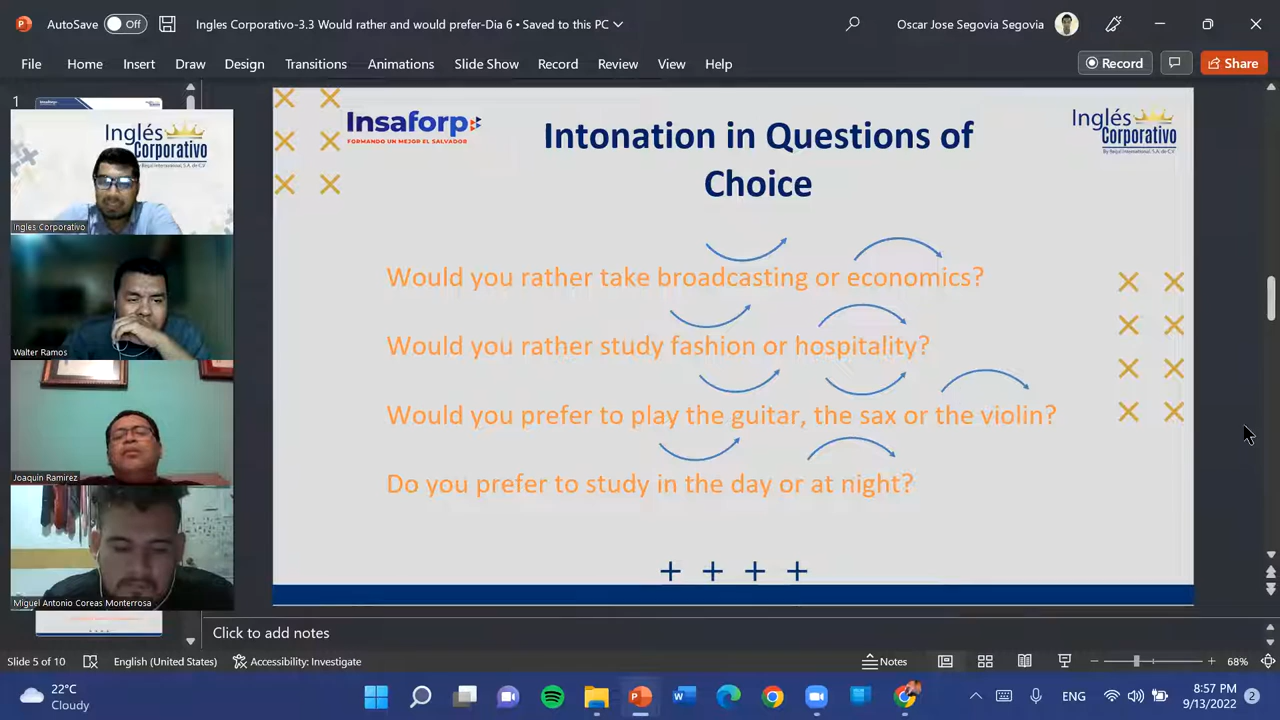 AutoSave Off Ingles Corporativo-3.3 Would rather and would prefer-Dia 6 • Saved to this PC Oscar Jose Segovia Segovia
File Home Insert Draw Design Transitions Animations Slide Show Record Review View Help Record Share
1
Inglés
Corporativo
Ingles Corporativo
Walter Ramos
Joaquin Ramirez
Miguel Antonio Coreas Monterrosa
Insaforp
FORMANDO UN MEJOR EL SALVADOR
Intonation in Questions of
Choice
Inglés
Corporativo
Would you rather take broadcasting or economics?
Would you rather study fashion or hospitality?
Would you prefer to play the guitar, the sax or the violin?
Do you prefer to study in the day or at night?
Click to add notes
Slide 5 of 10 English (United States) Accessibility: Investigate Notes 68%
22°C
Cloudy
ENG
8:57 PM
9/13/2022
2